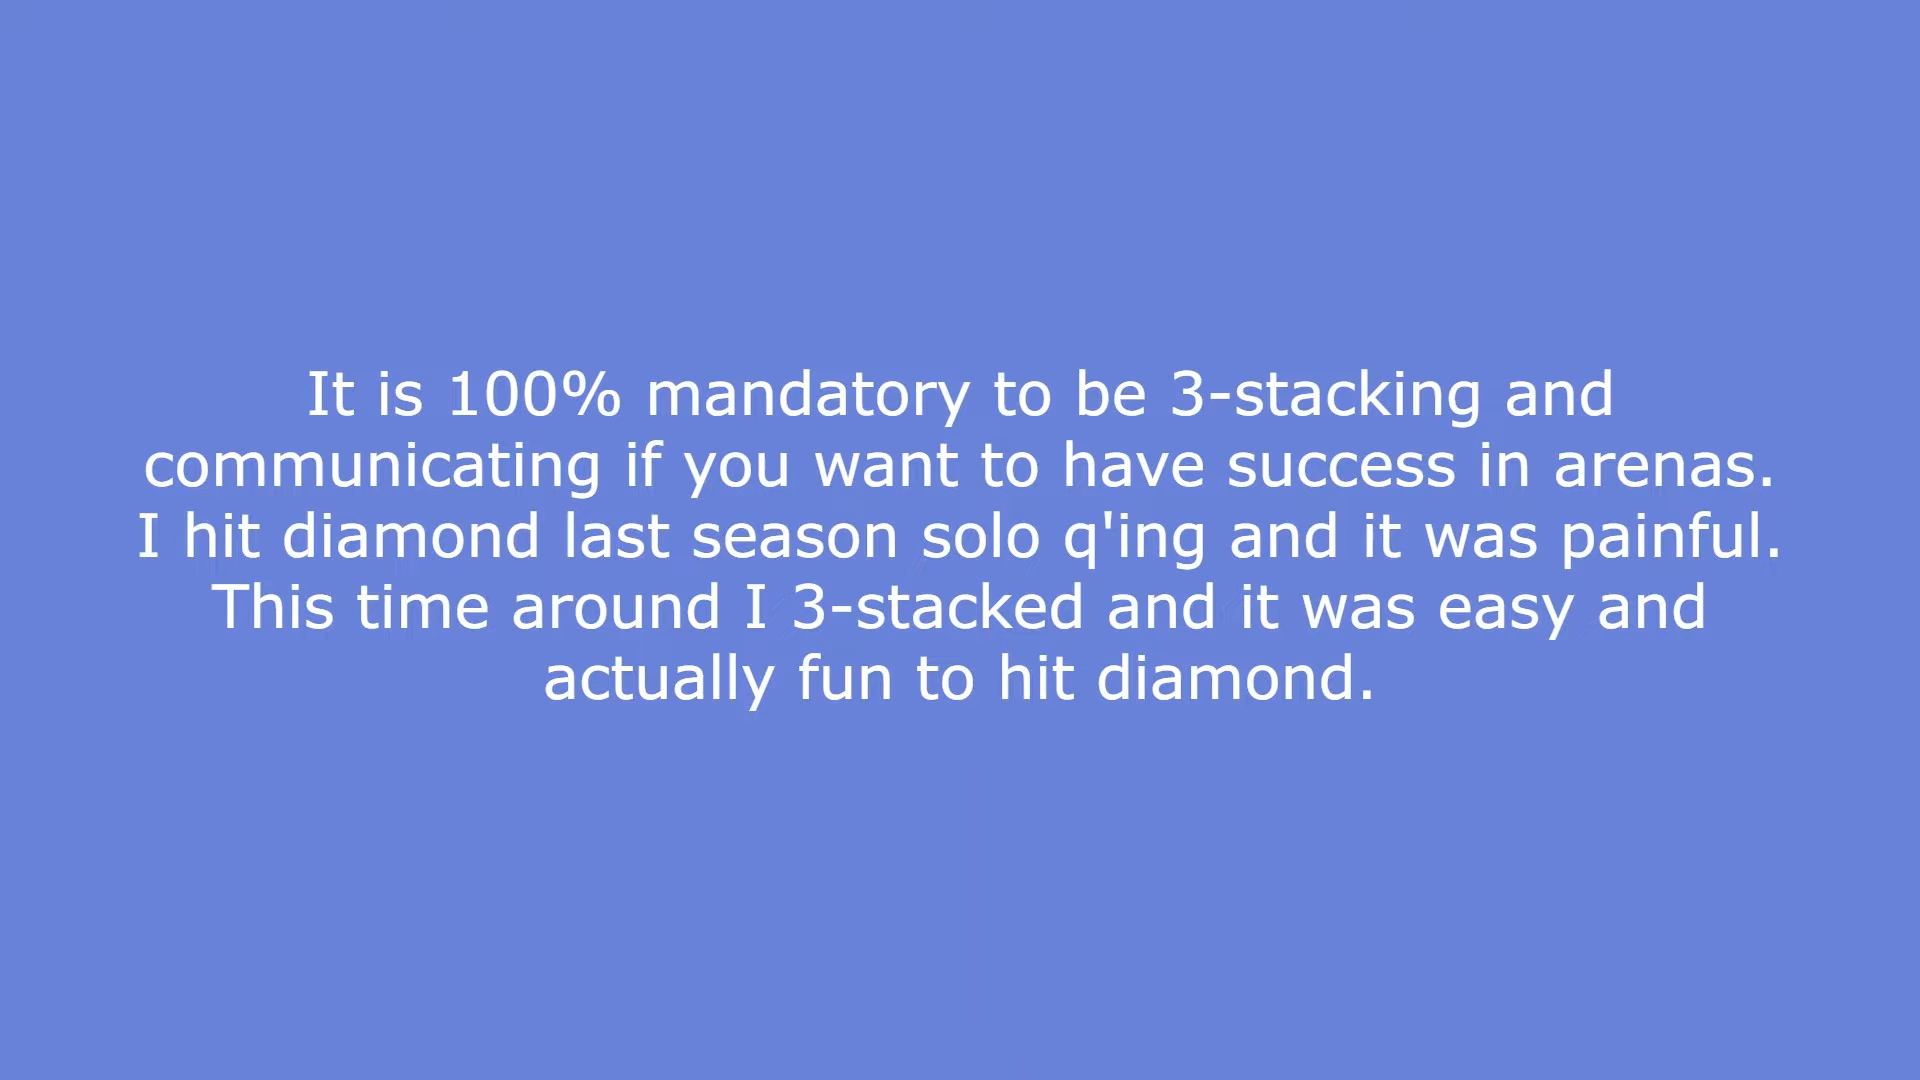 It is 100% mandatory to be 3-stacking and
communicating if you want to have success in arenas.
I hit diamond last season solo q'ing and it was painful.
This time around I 3-stacked and it was easy and
actually fun to hit diamond.